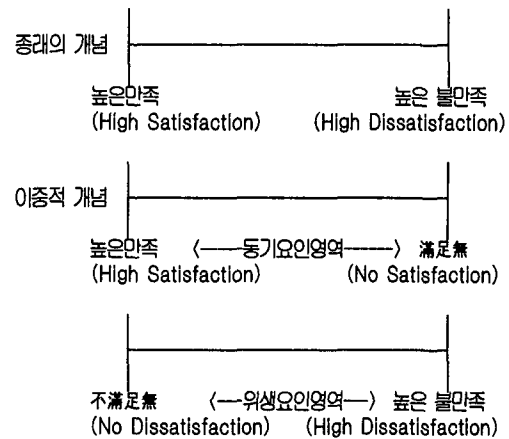 종래의 개념
높은만족 높은 불만족
(High Satisfaction) (High Dissatisfaction)
이중적 개념
높은만족 〈——동기요인영역———〉 滿足無
(High Satisfaction) (No Satisfaction)
不滿足無 〈—-위생요인영역—-〉 높은 불만족
(No Dissatisfaction) (High Dissatisfaction)